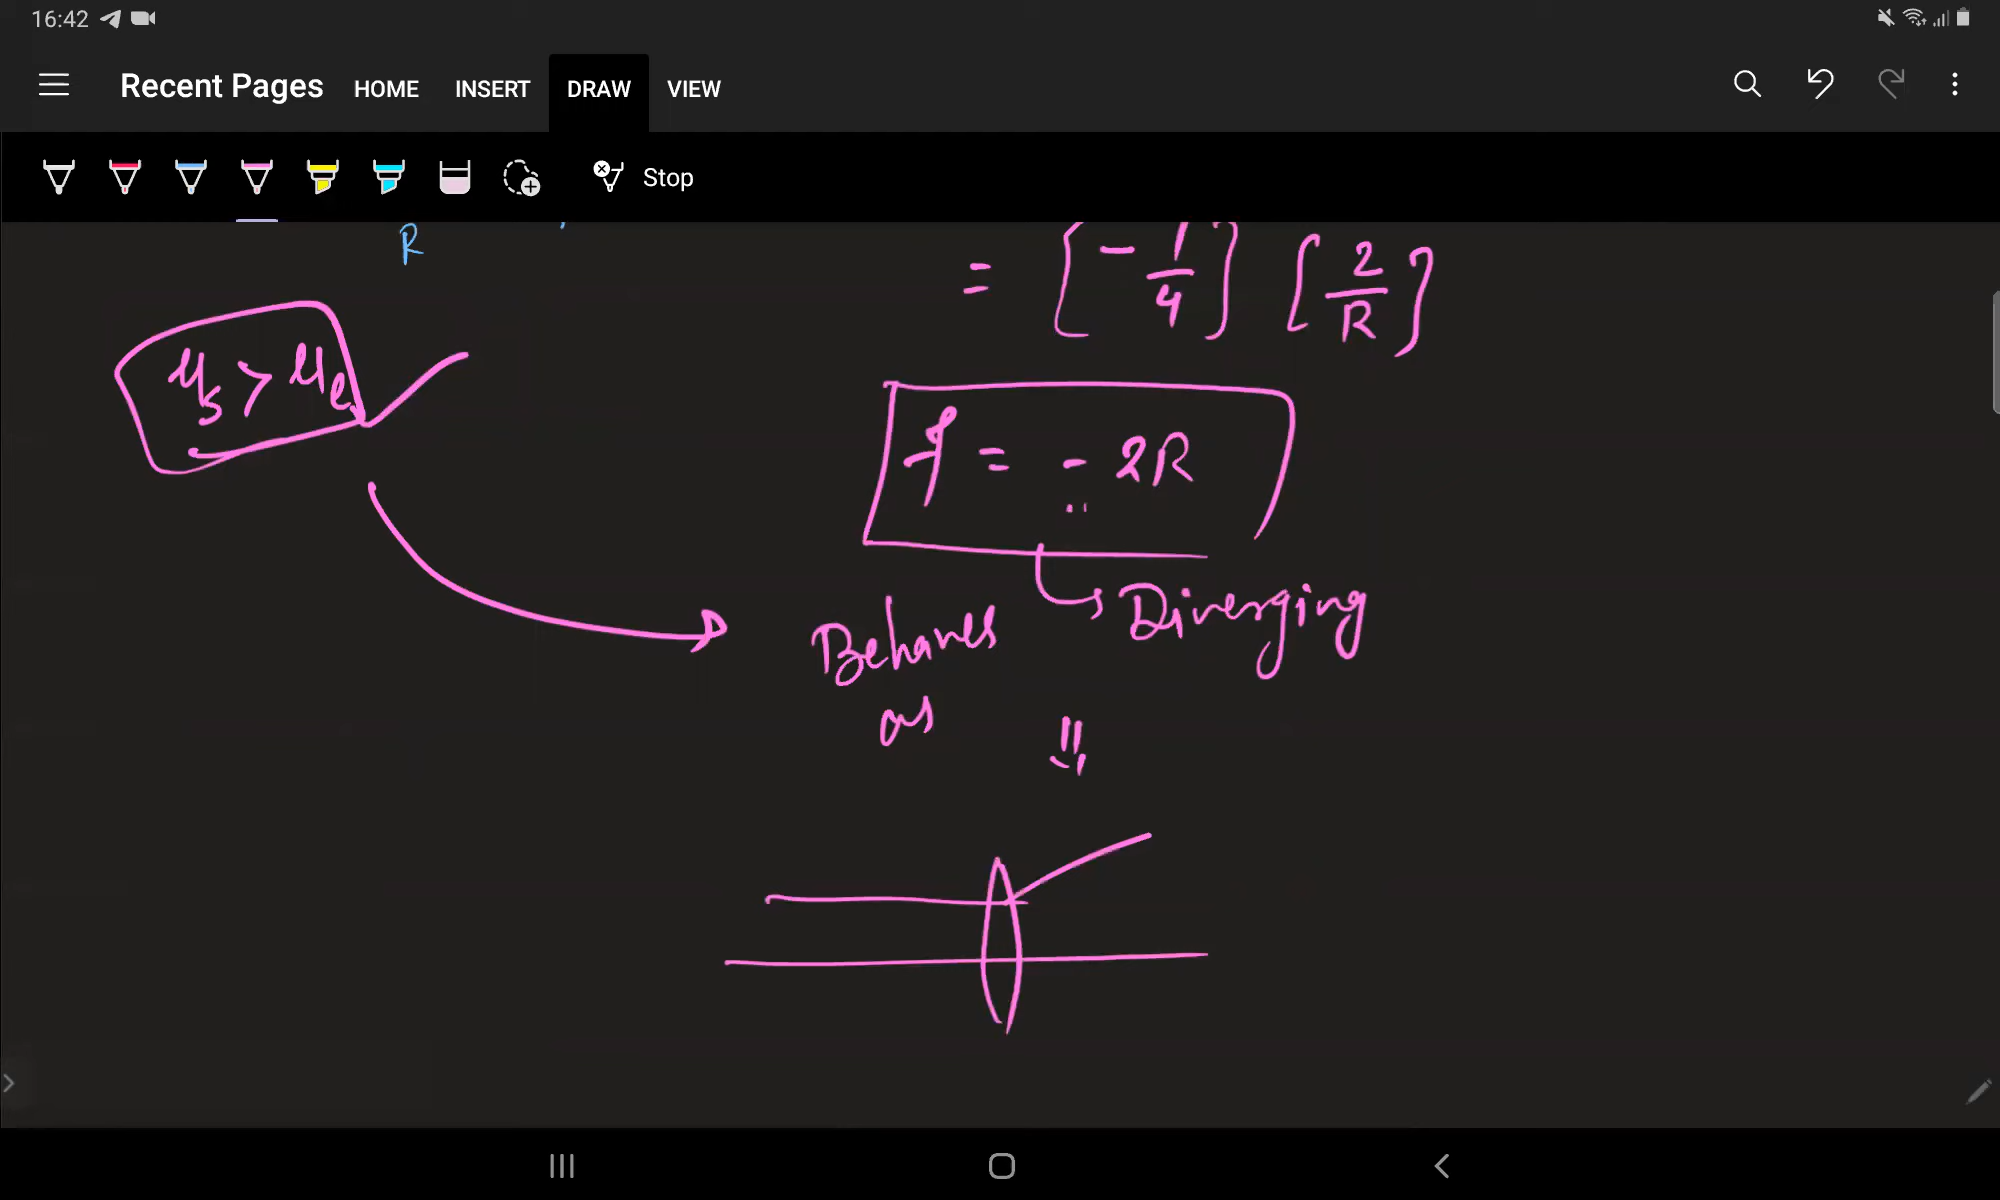 16:42
Recent Pages HOME INSERT DRAW VIEW
Stop
R
= [-1/4] [2/R]
μs > μe
f = - 2R
Diverging
Behaves
as
!!